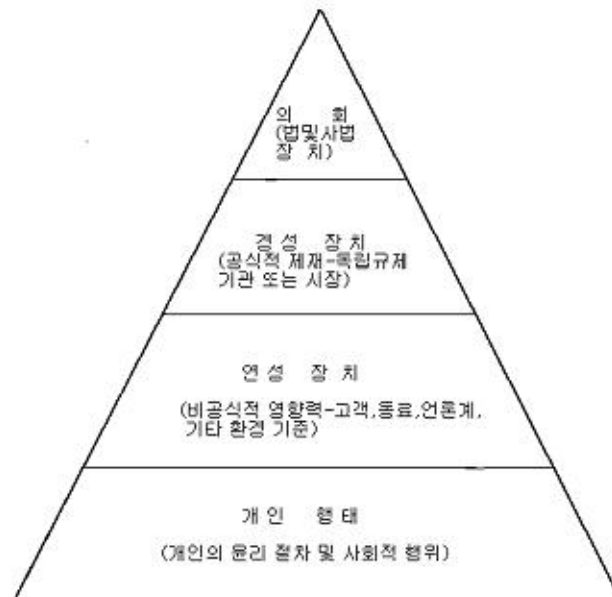 의 회
(법및사법
장 치)
경 성 장 치
(공식적 제재-독립규제
기관 또는 시장)
연 성 장 치
(비공식적 영향력-고객,동료,언론계,
기타 환경 기준)
개 인 행 태
(개인의 윤리 절차 및 사회적 행위)